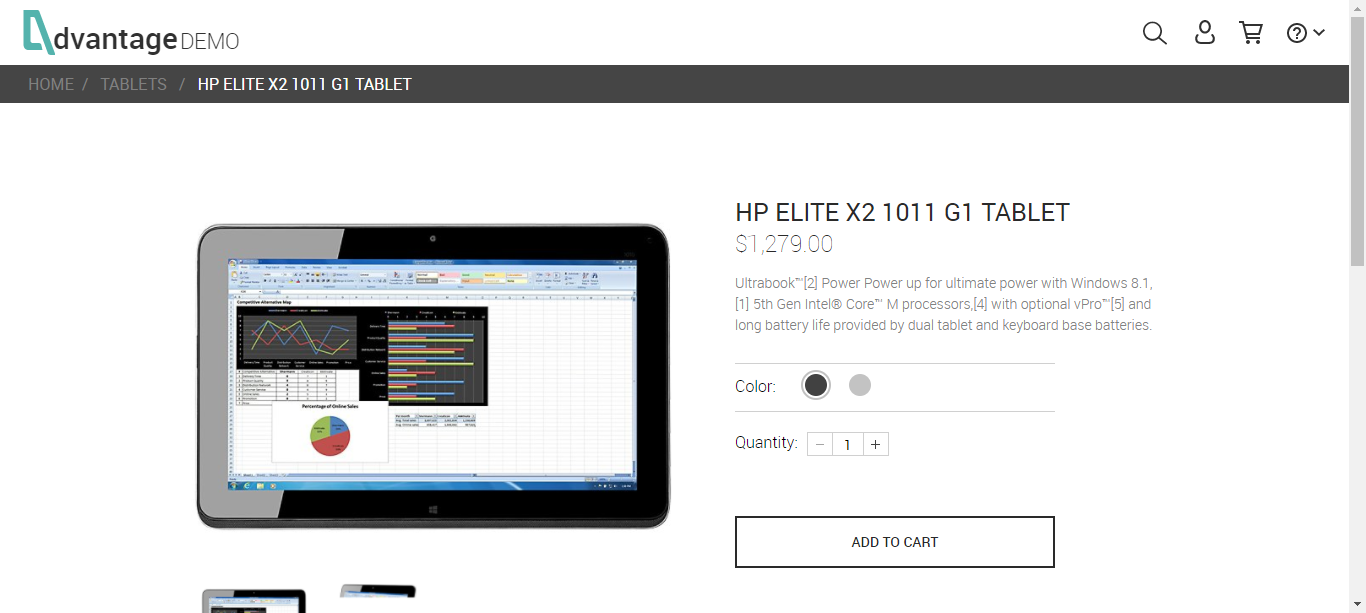 dvantage DEMO
HOME / TABLETS / HP ELITE X2 1011 G1 TABLET
HP ELITE X2 1011 G1 TABLET
$1,279.00
Ultrabook™[2] Power Power up for ultimate power with Windows 8.1,
[1] 5th Gen Intel® Core™ M processors,[4] with optional vPro™[5] and
long battery life provided by dual tablet and keyboard base batteries.
Color:
Quantity: − 1 +
ADD TO CART
Competitive Alternative Map
Percentage of Online Sales